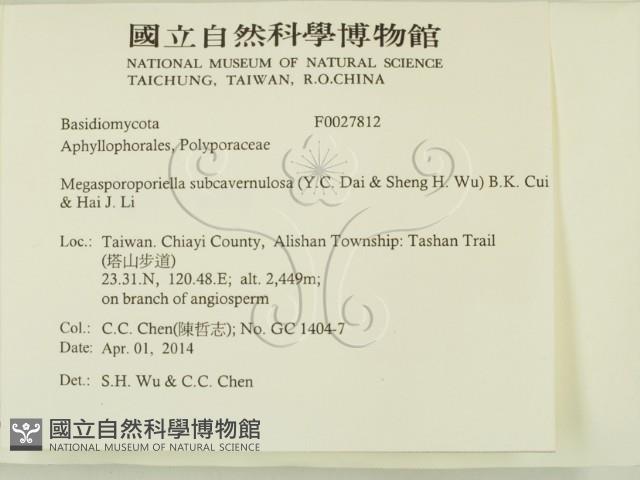 國立自然科學博物館
NATIONAL MUSEUM OF NATURAL SCIENCE
TAICHUNG, TAIWAN, R.O.CHINA
Basidiomycota F0027812
Aphyllophorales, Polyporaceae
Megasporoporiella subcavernulosa (Y.C. Dai & Sheng H. Wu) B.K. Cui
& Hai J. Li
Loc.: Taiwan. Chiayi County, Alishan Township: Tashan Trail
(塔山步道)
23.31.N, 120.48.E; alt. 2,449m;
on branch of angiosperm
Col.: C.C. Chen(陳哲志); No. GC 1404-7
Date: Apr. 01, 2014
Det.: S.H. Wu & C.C. Chen
國立自然科學博物館
NATIONAL MUSEUM OF NATURAL SCIENCE